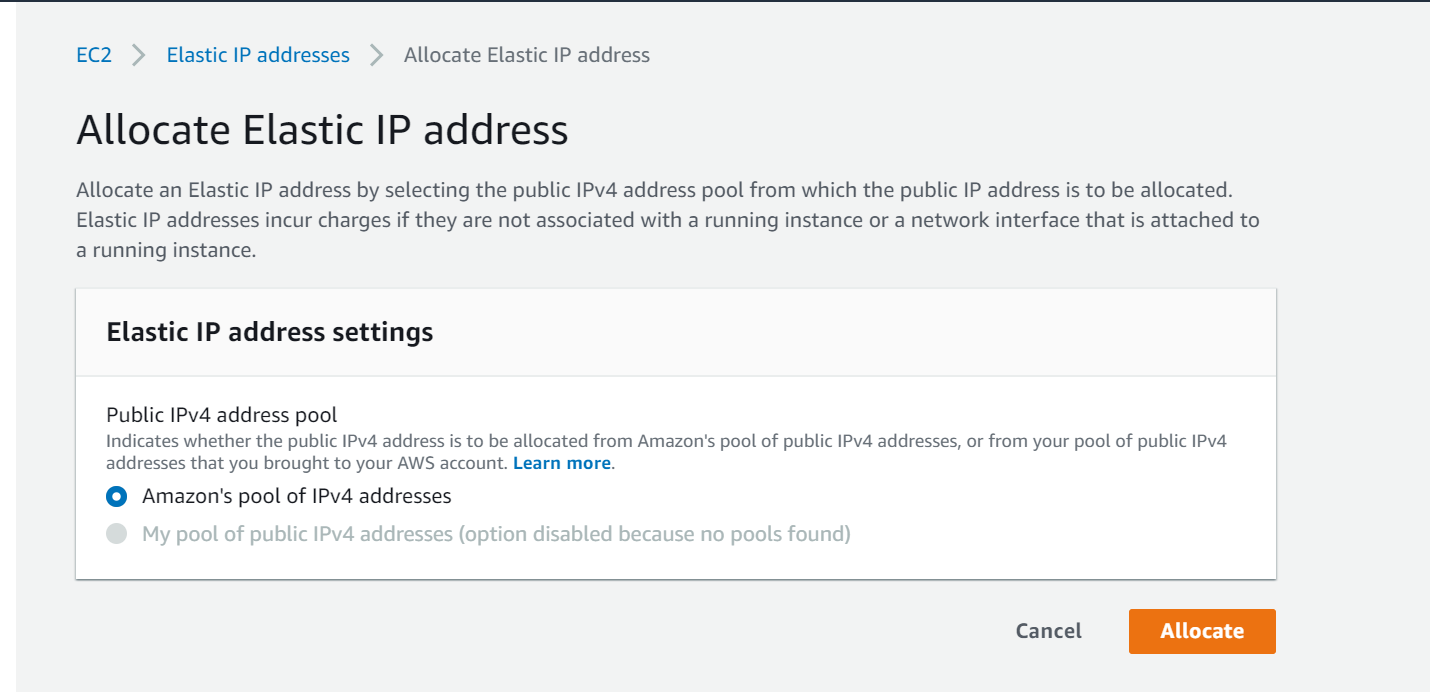 EC2 > Elastic IP addresses > Allocate Elastic IP address
Allocate Elastic IP address
Allocate an Elastic IP address by selecting the public IPv4 address pool from which the public IP address is to be allocated.
Elastic IP addresses incur charges if they are not associated with a running instance or a network interface that is attached to
a running instance.
Elastic IP address settings
Public IPv4 address pool
Indicates whether the public IPv4 address is to be allocated from Amazon's pool of public IPv4 addresses, or from your pool of public IPv4
addresses that you brought to your AWS account. Learn more.
Amazon's pool of IPv4 addresses
My pool of public IPv4 addresses (option disabled because no pools found)
Cancel Allocate